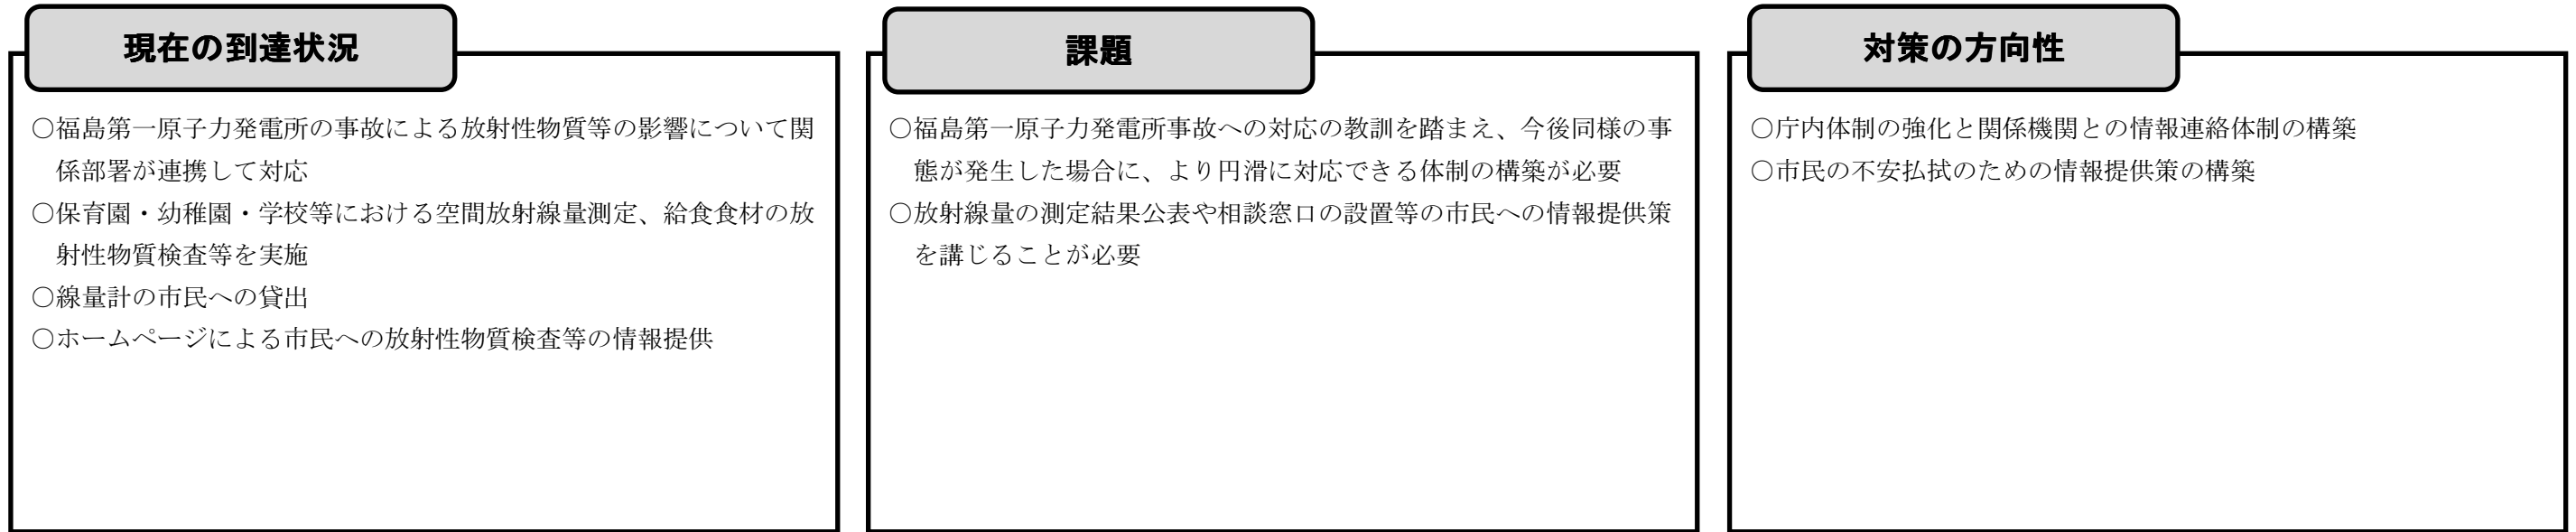 現在の到達状況
○福島第一原子力発電所の事故による放射性物質等の影響について関
係部署が連携して対応
○保育園・幼稚園・学校等における空間放射線量測定、給食食材の放
射性物質検査等を実施
○線量計の市民への貸出
○ホームページによる市民への放射性物質検査等の情報提供
課題
○福島第一原子力発電所事故への対応の教訓を踏まえ、今後同様の事
態が発生した場合に、より円滑に対応できる体制の構築が必要
○放射線量の測定結果公表や相談窓口の設置等の市民への情報提供策
を講じることが必要
対策の方向性
○庁内体制の強化と関係機関との情報連絡体制の構築
○市民の不安払拭のための情報提供策の構築